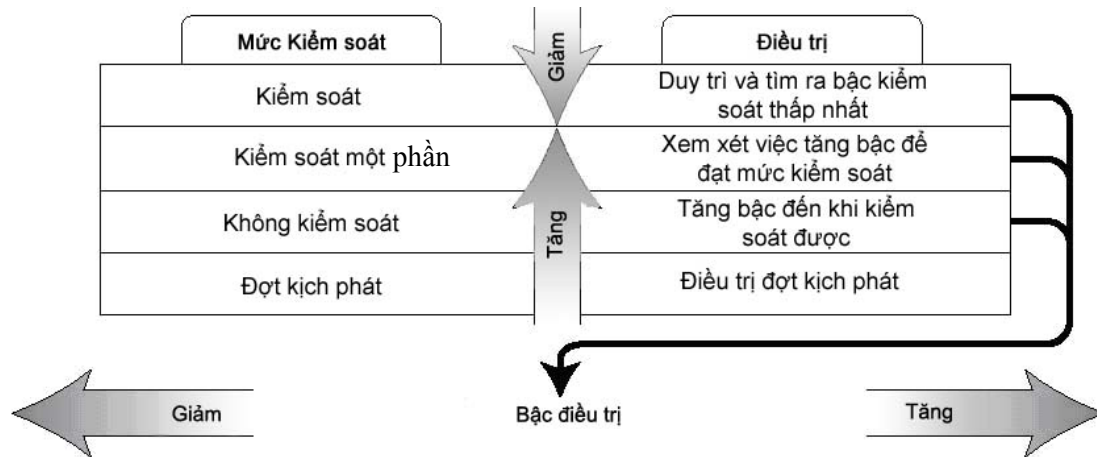 Mức Kiểm soát
Giảm
Điều trị
Kiểm soát
Duy trì và tìm ra bậc kiểm
soát thấp nhất
Kiểm soát một phần
Xem xét việc tăng bậc để
đạt mức kiểm soát
Không kiểm soát
Tăng
Tăng bậc đến khi kiểm
soát được
Đợt kịch phát
Điều trị đợt kịch phát
Giảm
Bậc điều trị
Tăng